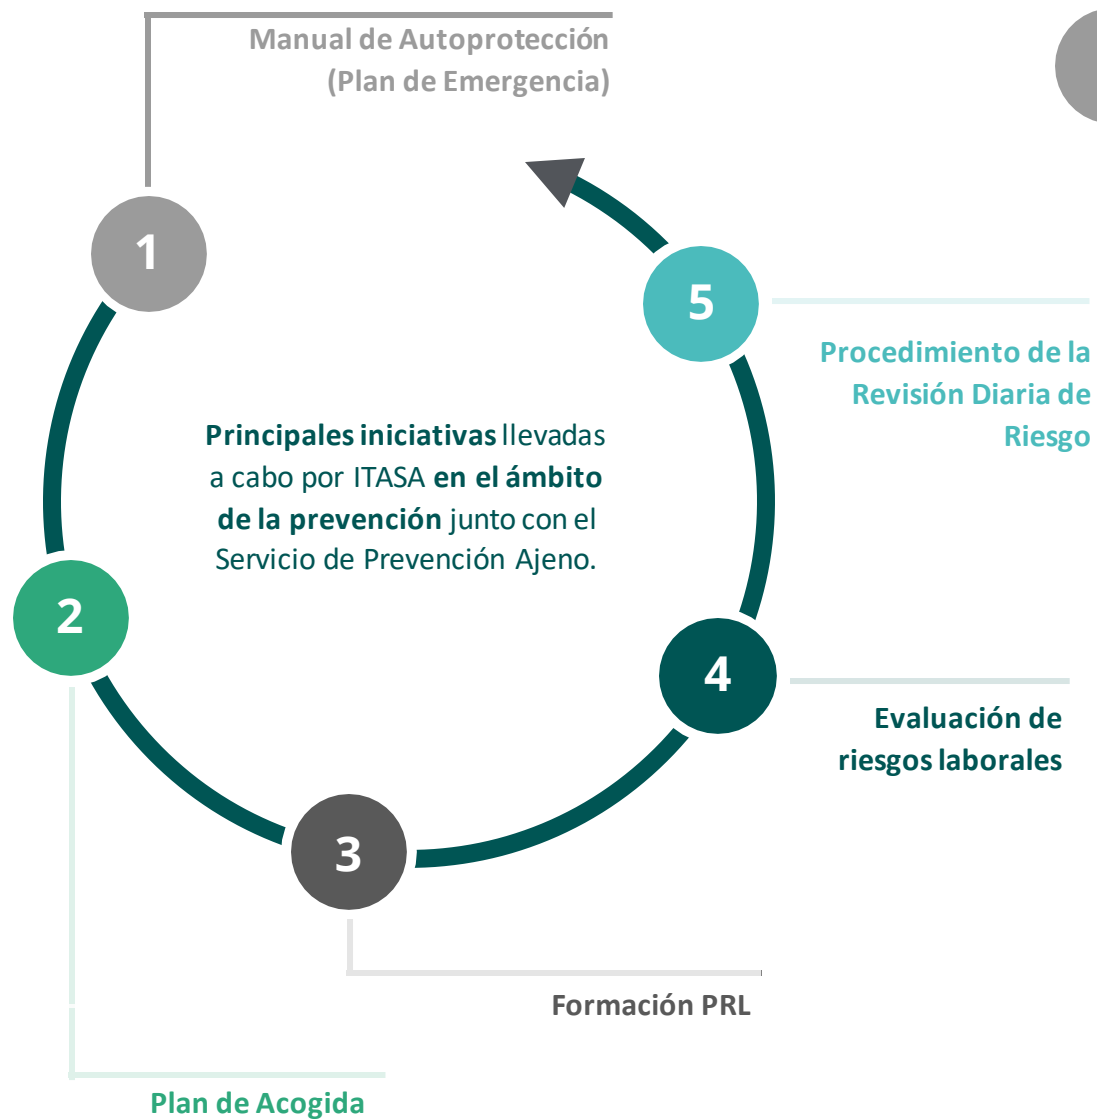 Manual de Autoprotección
(Plan de Emergencia)
1
5
Procedimiento de la
Revisión Diaria de
Riesgo
Principales iniciativas llevadas
a cabo por ITASA en el ámbito
de la prevención junto con el
Servicio de Prevención Ajeno.
2
4
Evaluación de
riesgos laborales
3
Formación PRL
Plan de Acogida